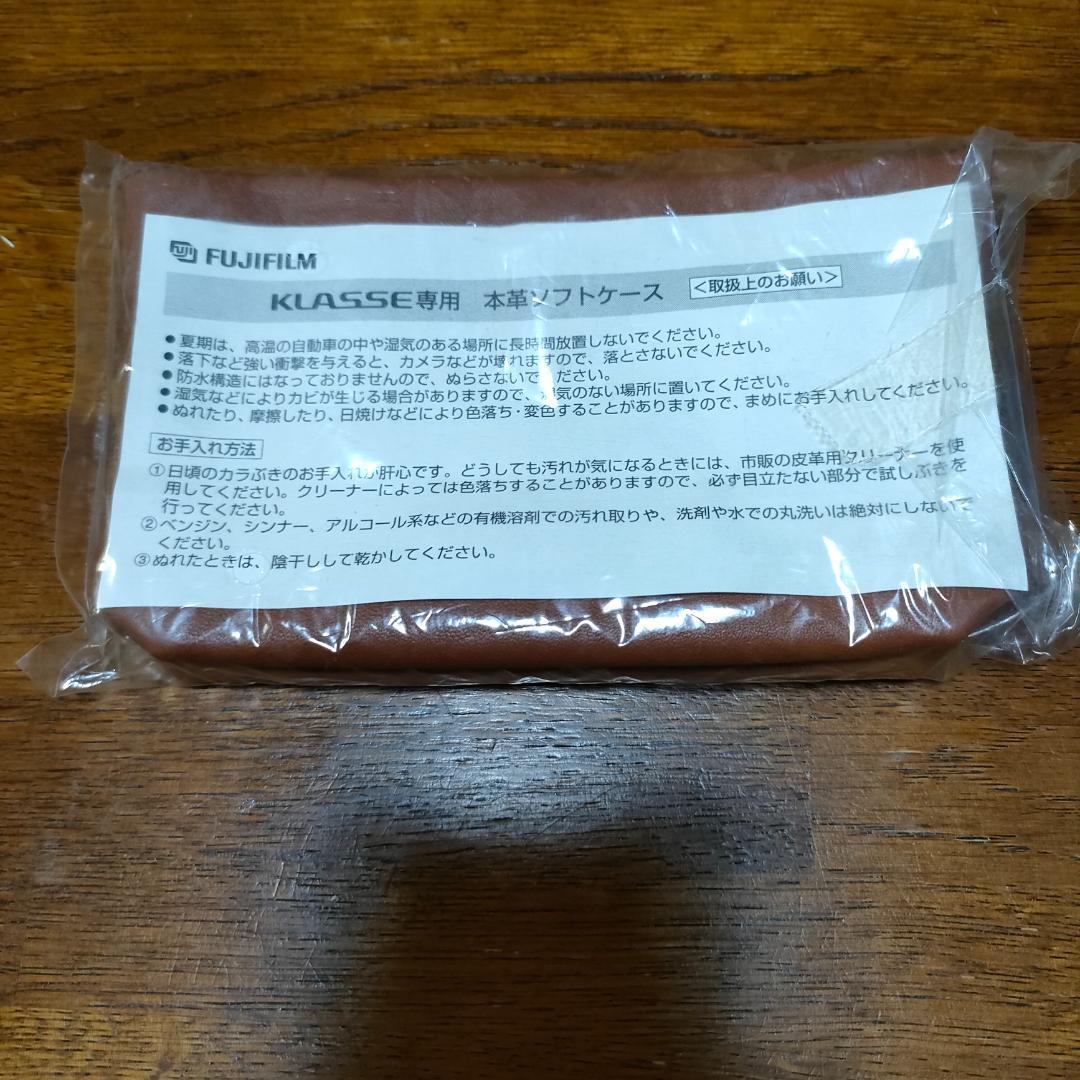 FUJI FUJIFILM
KLASSE専用 本革ソフトケース <取扱上のお願い>
●夏期は、高温の自動車の中や湿気のある場所に長時間放置しないでください。
●落下など強い衝撃を与えると、カメラなどが壊れますので、落とさないでください。
●防水構造にはなっておりませんので、ぬらさないでください。
●湿気などによりカビが生じる場合がありますので、湿気のない場所に置いてください。
●ぬれたり、摩擦したり、日焼けなどにより色落ち・変色することがありますので、まめにお手入れしてください。
お手入れ方法
①日頃のカラぶきのお手入れが肝心です。どうしても汚れが気になるときには、市販の皮革用クリーナーを使
用してください。クリーナーによっては色落ちすることがありますので、必ず目立たない部分で試しぶきを
行ってください。
②ベンジン、シンナー、アルコール系などの有機溶剤での汚れ取りや、洗剤や水での丸洗いは絶対にしないで
ください。
③ぬれたときは、陰干しして乾かしてください。